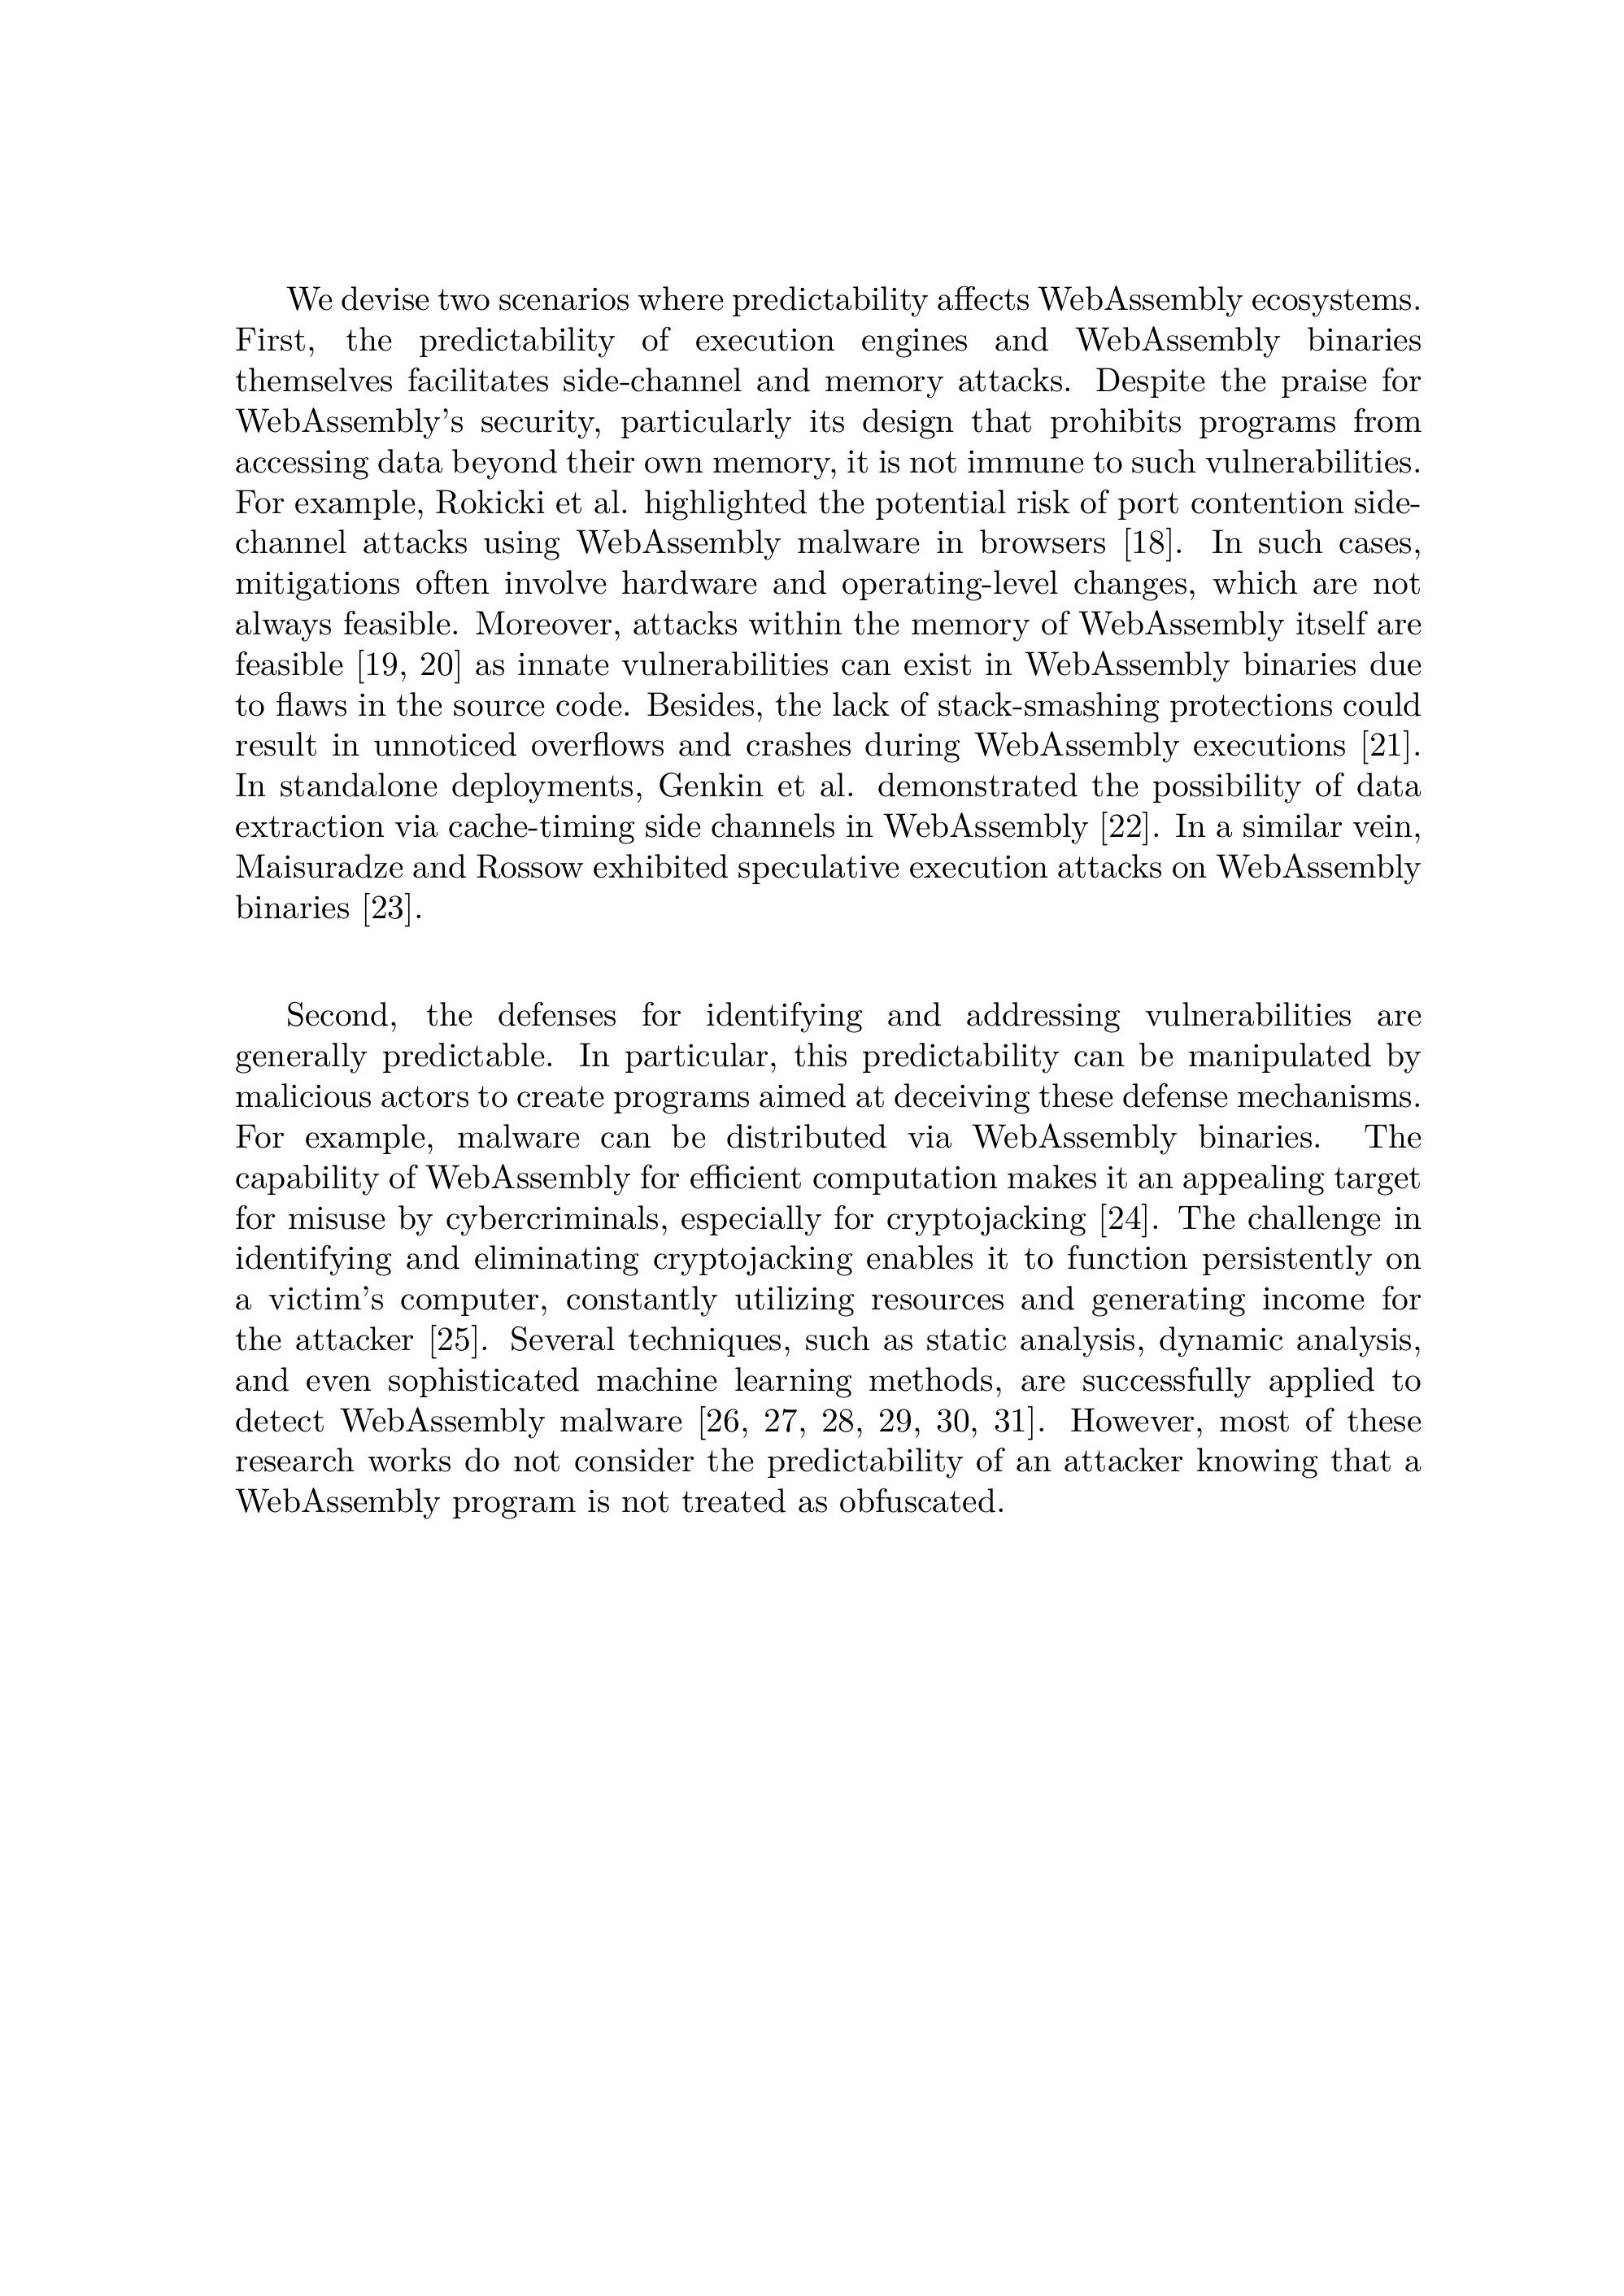 We devise two scenarios where predictability affects WebAssembly ecosystems.
First, the predictability of execution engines and WebAssembly binaries
themselves facilitates side-channel and memory attacks. Despite the praise for
WebAssembly's security, particularly its design that prohibits programs from
accessing data beyond their own memory, it is not immune to such vulnerabilities.
For example, Rokicki et al. highlighted the potential risk of port contention side-
channel attacks using WebAssembly malware in browsers [18]. In such cases,
mitigations often involve hardware and operating-level changes, which are not
always feasible. Moreover, attacks within the memory of WebAssembly itself are
feasible [19, 20] as innate vulnerabilities can exist in WebAssembly binaries due
to flaws in the source code. Besides, the lack of stack-smashing protections could
result in unnoticed overflows and crashes during WebAssembly executions [21].
In standalone deployments, Genkin et al. demonstrated the possibility of data
extraction via cache-timing side channels in WebAssembly [22]. In a similar vein,
Maisuradze and Rossow exhibited speculative execution attacks on WebAssembly
binaries [23].
Second, the defenses for identifying and addressing vulnerabilities are
generally predictable. In particular, this predictability can be manipulated by
malicious actors to create programs aimed at deceiving these defense mechanisms.
For example, malware can be distributed via WebAssembly binaries. The
capability of WebAssembly for efficient computation makes it an appealing target
for misuse by cybercriminals, especially for cryptojacking [24]. The challenge in
identifying and eliminating cryptojacking enables it to function persistently on
a victim's computer, constantly utilizing resources and generating income for
the attacker [25]. Several techniques, such as static analysis, dynamic analysis,
and even sophisticated machine learning methods, are successfully applied to
detect WebAssembly malware [26, 27, 28, 29, 30, 31]. However, most of these
research works do not consider the predictability of an attacker knowing that a
WebAssembly program is not treated as obfuscated.